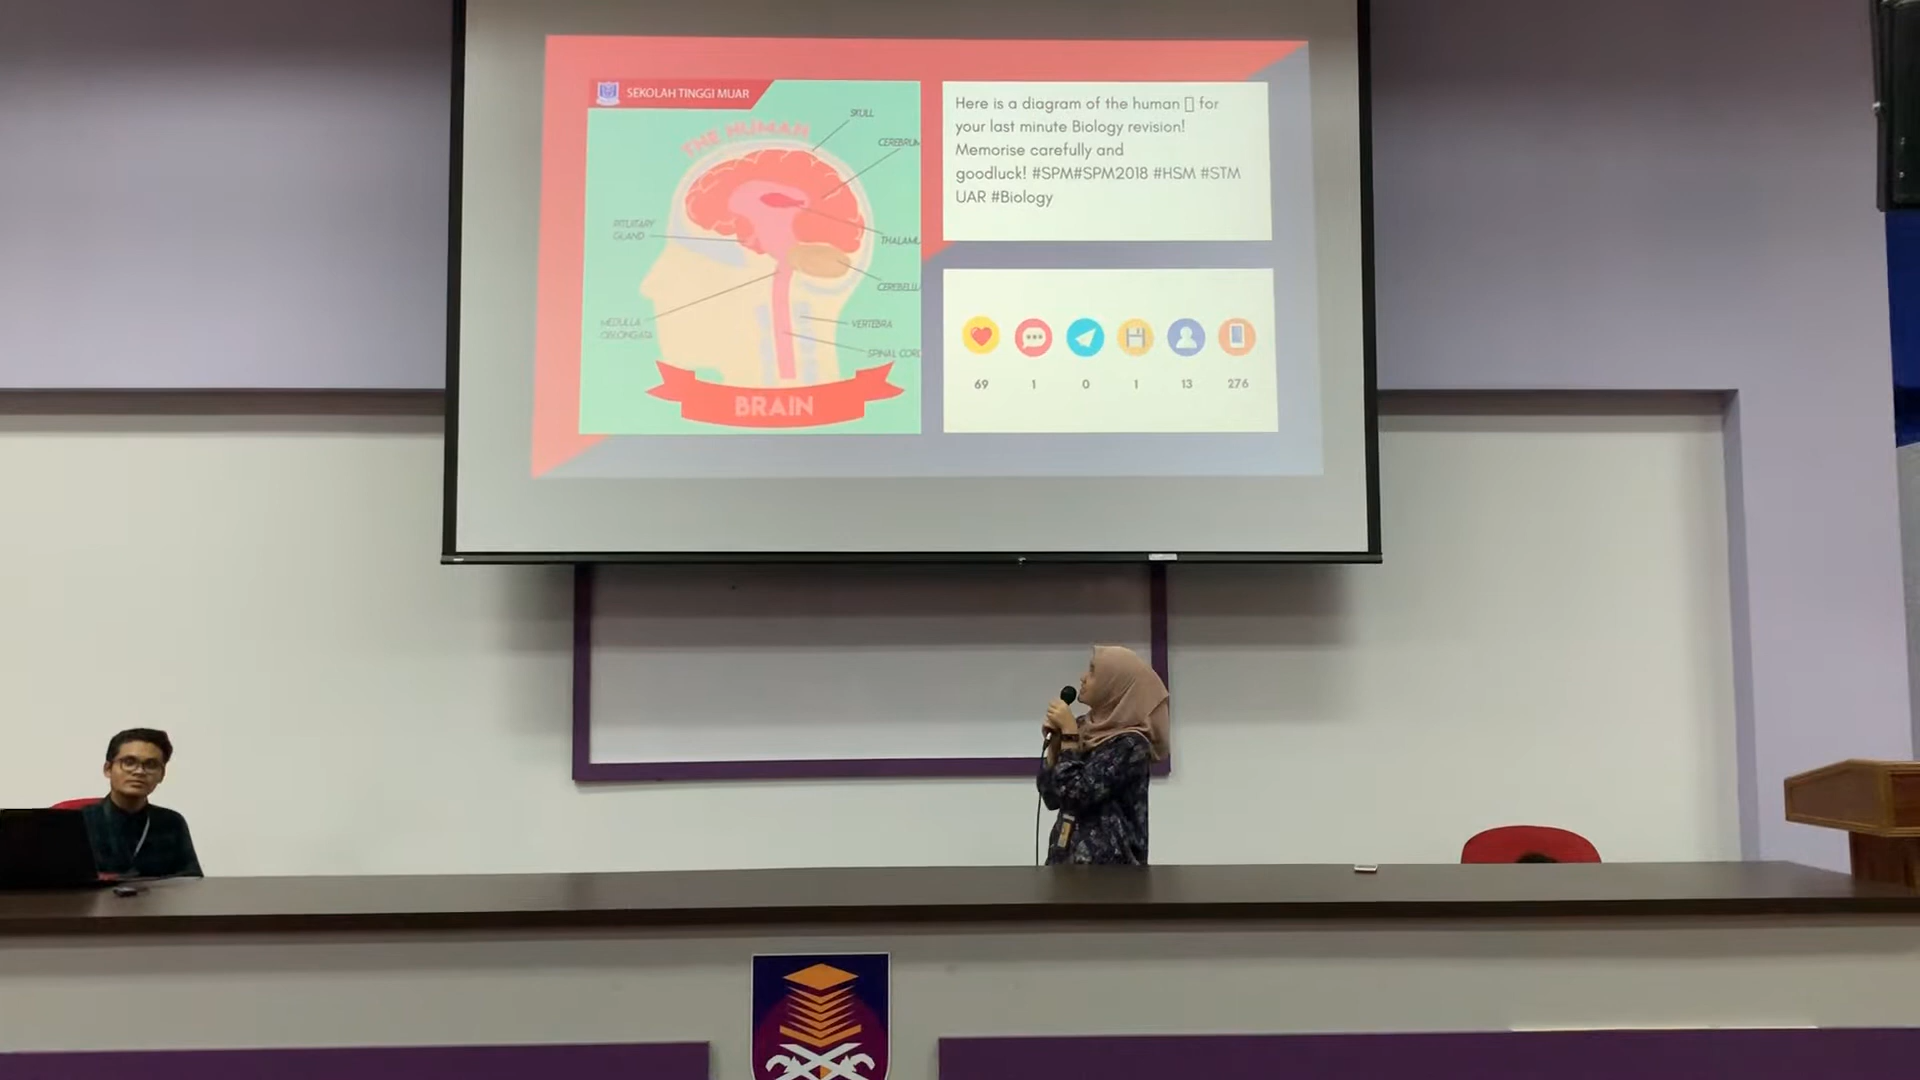 SEKOLAH TINGGI MUAR
THE HUMAN
SKULL
CEREBRUM
PITUITARY
GLAND
THALAMU
CEREBELLU
MEDULLA
OBLONGATA
VERTEBRA
SPINAL CORD
BRAIN
Here is a diagram of the human for
your last minute Biology revision!
Memorise carefully and
goodluck! #SPM#SPM2018 #HSM #STM
UAR #Biology
69 1 0 1 13 276